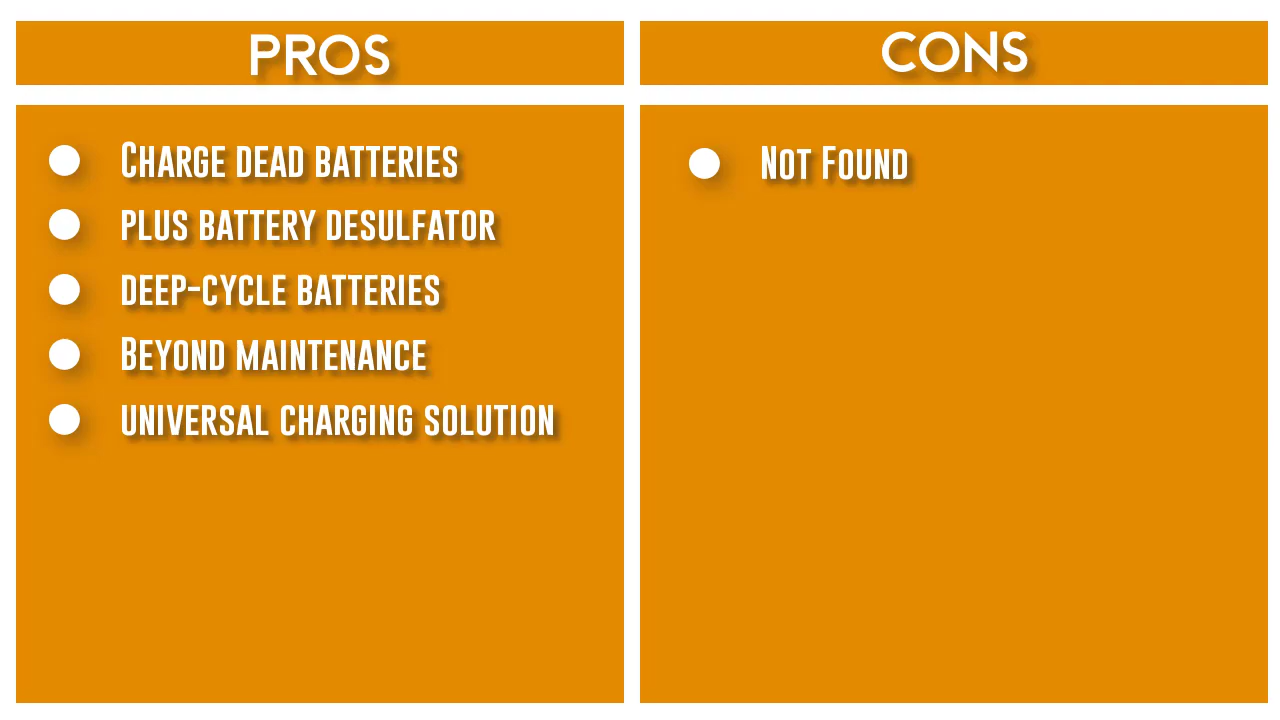 PROS
CONS
Charge dead batteries
plus battery desulfator
deep-cycle batteries
Beyond maintenance
universal charging solution
Not Found